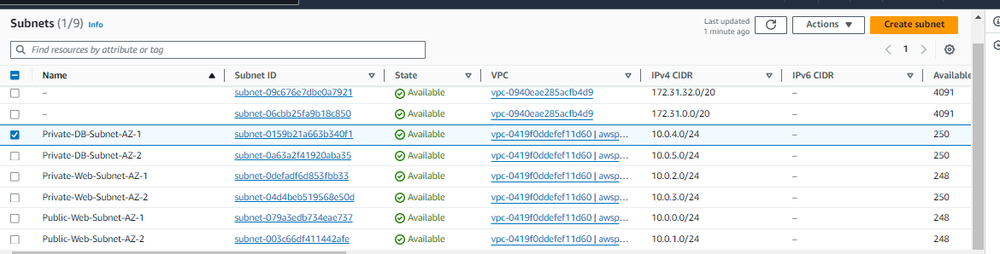 Subnets (1/9) Info
Last updated
1 minute ago
Actions
Create subnet
Find resources by attribute or tag
1
Name Subnet ID State VPC IPv4 CIDR IPv6 CIDR Available
– subnet-09c676e7dbe0a7921 Available vpc-0940eae285acfb4d9 172.31.32.0/20 – 4091
– subnet-06cbb25fa9b18c850 Available vpc-0940eae285acfb4d9 172.31.0.0/20 – 4091
Private-DB-Subnet-AZ-1 subnet-0159b21a663b340f1 Available vpc-0419f0ddefef11d60 | awsp... 10.0.4.0/24 – 250
Private-DB-Subnet-AZ-2 subnet-0a63a2f41920aba35 Available vpc-0419f0ddefef11d60 | awsp... 10.0.5.0/24 – 250
Private-Web-Subnet-AZ-1 subnet-0defadf6d853fbb33 Available vpc-0419f0ddefef11d60 | awsp... 10.0.2.0/24 – 248
Private-Web-Subnet-AZ-2 subnet-04d4beb519568e50d Available vpc-0419f0ddefef11d60 | awsp... 10.0.3.0/24 – 250
Public-Web-Subnet-AZ-1 subnet-079a3edb734eae737 Available vpc-0419f0ddefef11d60 | awsp... 10.0.0.0/24 – 248
Public-Web-Subnet-AZ-2 subnet-003c66df411442afe Available vpc-0419f0ddefef11d60 | awsp... 10.0.1.0/24 – 248